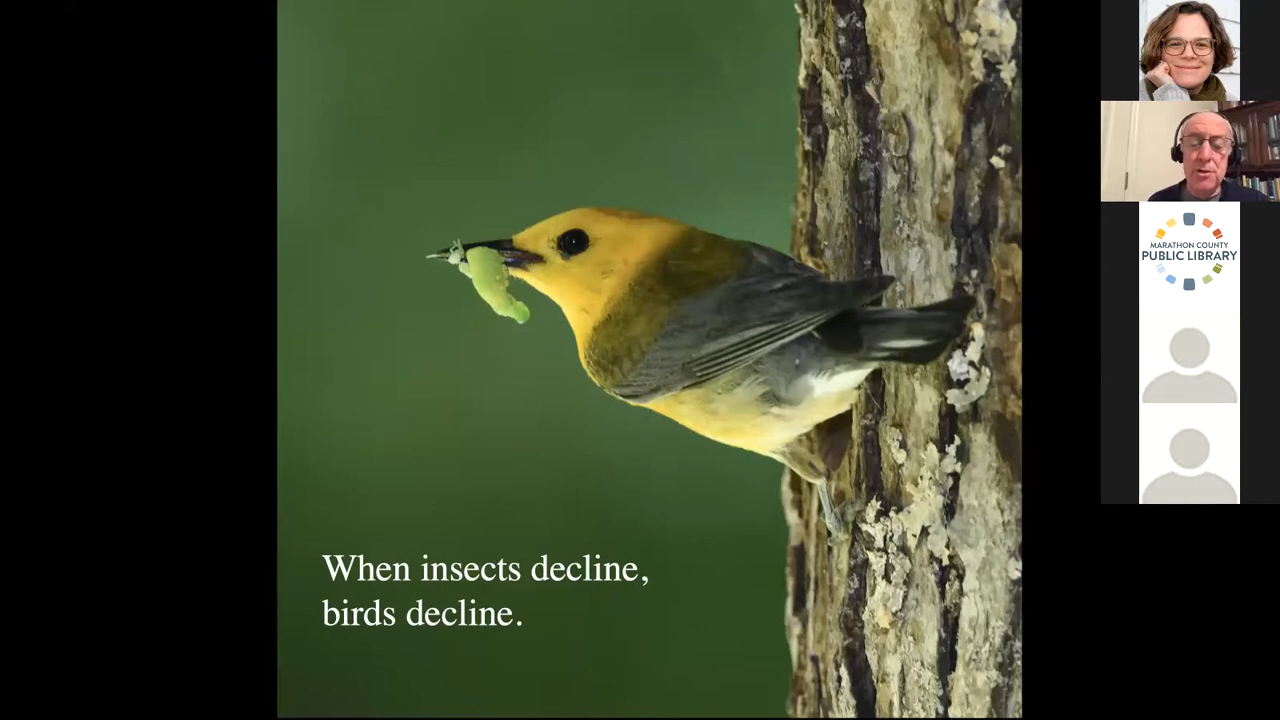 When insects decline,
birds decline.
MARATHON COUNTY
PUBLIC LIBRARY